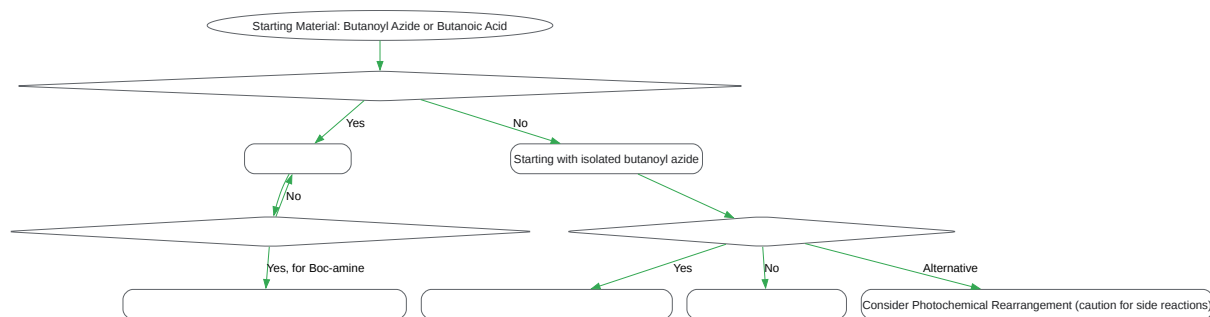 Starting Material: Butanoyl Azide or Butanoic Acid
Yes
No
Starting with isolated butanoyl azide
No
Yes, for Boc-amine
Yes
No
Alternative
Consider Photochemical Rearrangement (caution for side reactions)